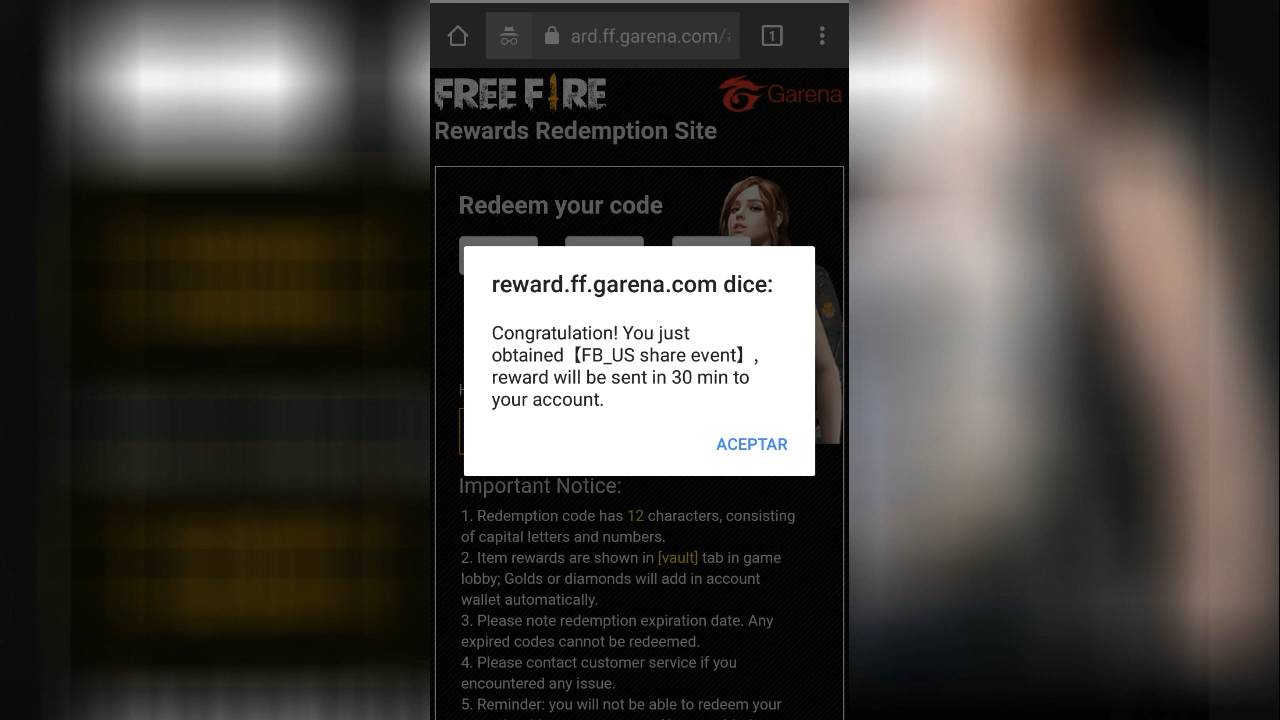 ard.ff.garena.com/
1
FREE FIRE
Garena
Rewards Redemption Site
Redeem your code
reward.ff.garena.com dice:
Congratulation! You just
obtained【FB_US share event】,
reward will be sent in 30 min to
your account.
ACEPTAR
Important Notice:
1. Redemption code has 12 characters, consisting
of capital letters and numbers.
2. Item rewards are shown in [vault] tab in game
lobby; Golds or diamonds will add in account
wallet automatically.
3. Please note redemption expiration date. Any
expired codes cannot be redeemed.
4. Please contact customer service if you
encountered any issue.
5. Reminder: you will not be able to redeem your